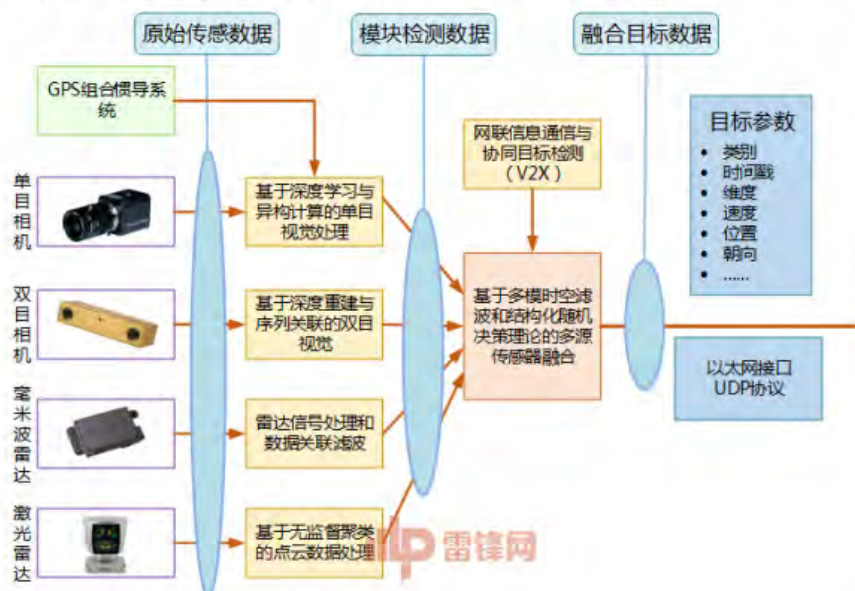 原始传感数据
模块检测数据
融合目标数据
GPS组合惯导系
统
网联信息通信与
协同目标检测
（V2X）
目标参数
• 类别
• 时间戳
• 维度
• 速度
• 位置
• 朝向
• ……
单目相机
基于深度学习与
异构计算的单目
视觉处理
双目相机
基于深度重建与
序列关联的双目
视觉
基于多模时空滤
波和结构化随机
决策理论的多源
传感器融合
以太网接口
UDP协议
毫米波雷达
雷达信号处理和
数据关联滤波
激光雷达
基于无监督聚类
的点云数据处理
雷锋网